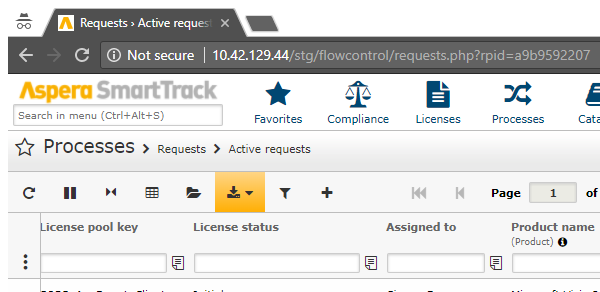 Requests › Active request
Not secure | 10.42.129.44/stg/flowcontrol/requests.php?rpid=a9b9592207
Aspera SmartTrack
Search in menu (Ctrl+Alt+S)
Favorites Compliance Licenses Processes Cata
Processes › Requests › Active requests
Page 1 of
License pool key License status Assigned to Product name
(Product)